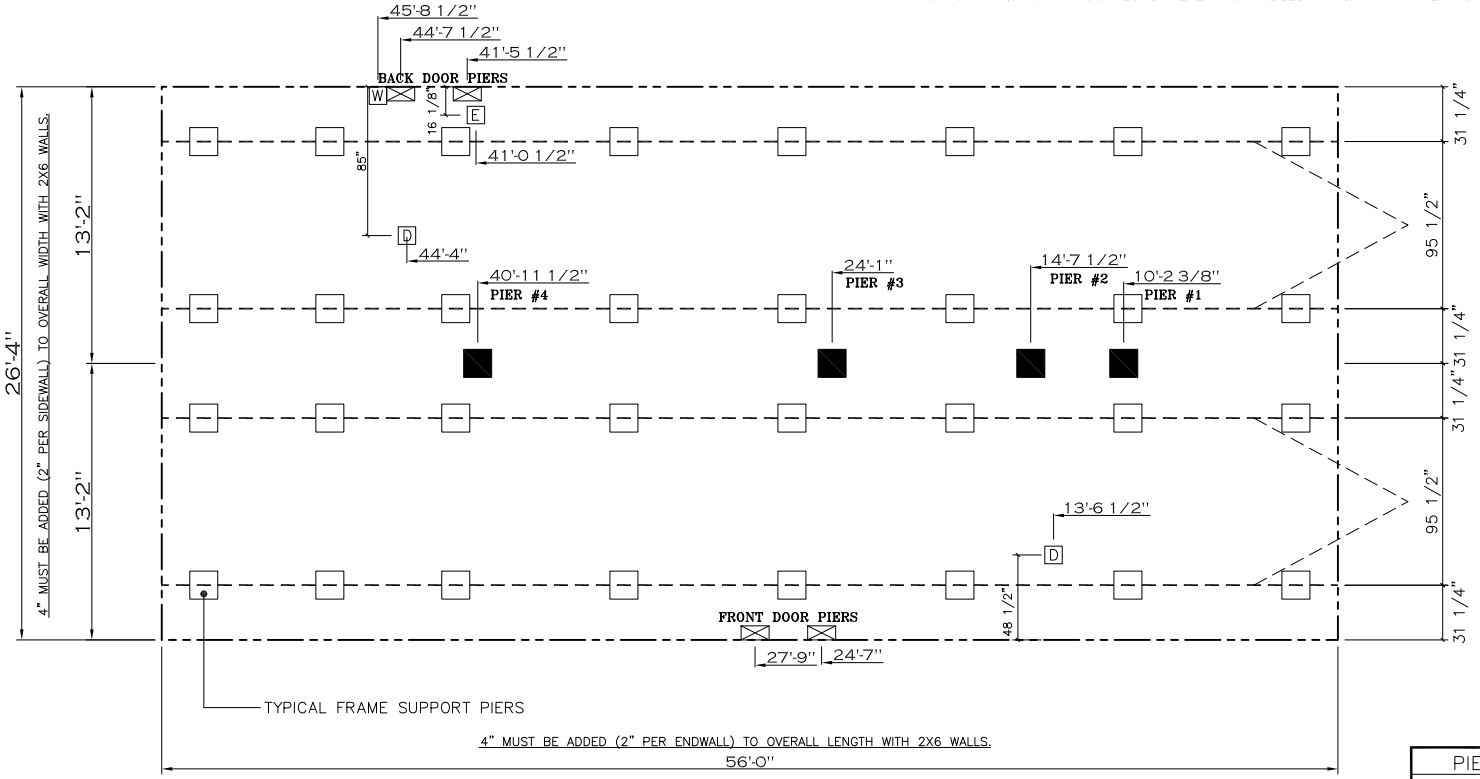 45'-8 1/2"
44'-7 1/2"
41'-5 1/2"
BACK DOOR PIERS
W
16 1/8"
E
31 1/4"
41'-0 1/2"
85"
4" MUST BE ADDED (2" PER SIDEWALL) TO OVERALL WIDTH WITH 2X6 WALLS.
13'-2"
95 1/2"
D
44'-4"
40'-11 1/2"
PIER #4
24'-1"
PIER #3
14'-7 1/2"
PIER #2
10'-2 3/8"
PIER #1
26'-4"
31 1/4"
31 1/4"
13'-2"
95 1/2"
13'-6 1/2"
D
48 1/2"
31 1/4"
FRONT DOOR PIERS
27'-9"
24'-7"
TYPICAL FRAME SUPPORT PIERS
4" MUST BE ADDED (2" PER ENDWALL) TO OVERALL LENGTH WITH 2X6 WALLS.
56'-0"